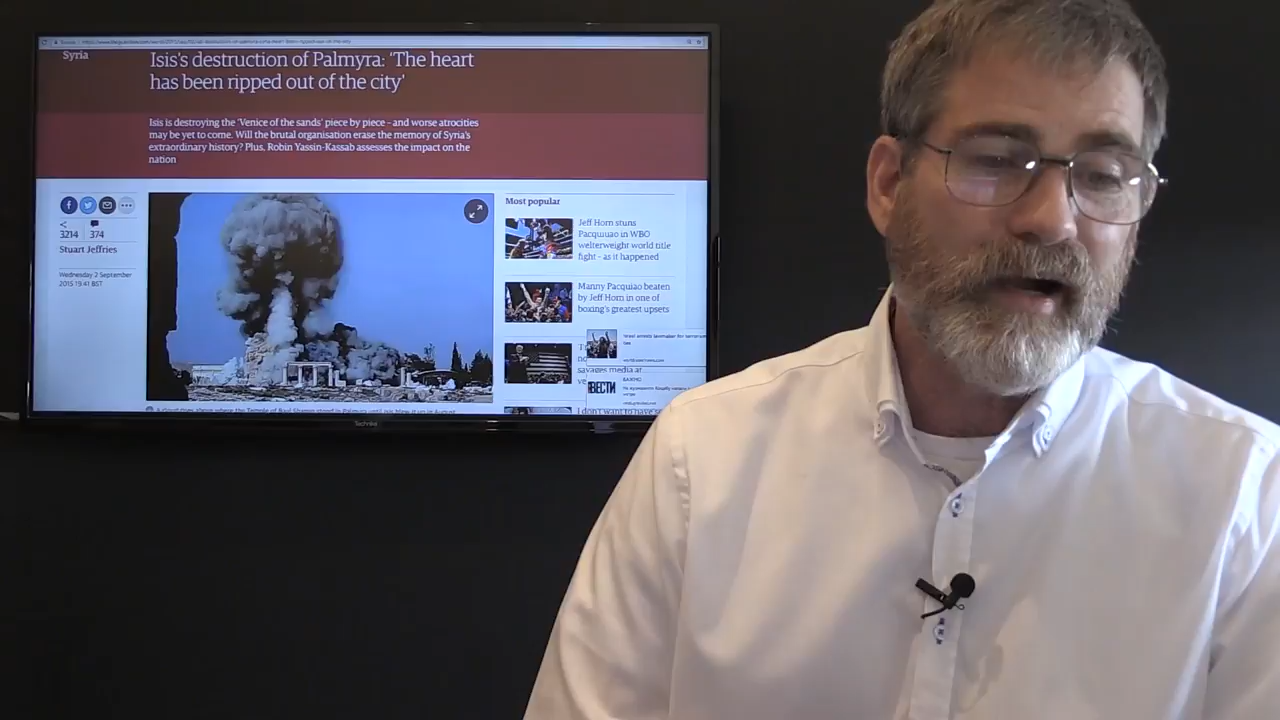 Syria
Isis's destruction of Palmyra: 'The heart
has been ripped out of the city'
Isis is destroying the 'Venice of the sands' piece by piece – and worse atrocities
may be yet to come. Will the brutal organisation erase the memory of Syria's
extraordinary history? Plus, Robin Yassin-Kassab assesses the impact on the
nation
3214
374
Stuart Jeffries
Wednesday 2 September
2015 19.41 BST
Most popular
Jeff Horn stuns
Pacquiao in WBO
welterweight world title
fight – as it happened
Manny Pacquiao beaten
by Jeff Horn in one of
boxing's greatest upsets
savages media at
ВЕСТИ
ВАЖНО
I don't want to have
Technika